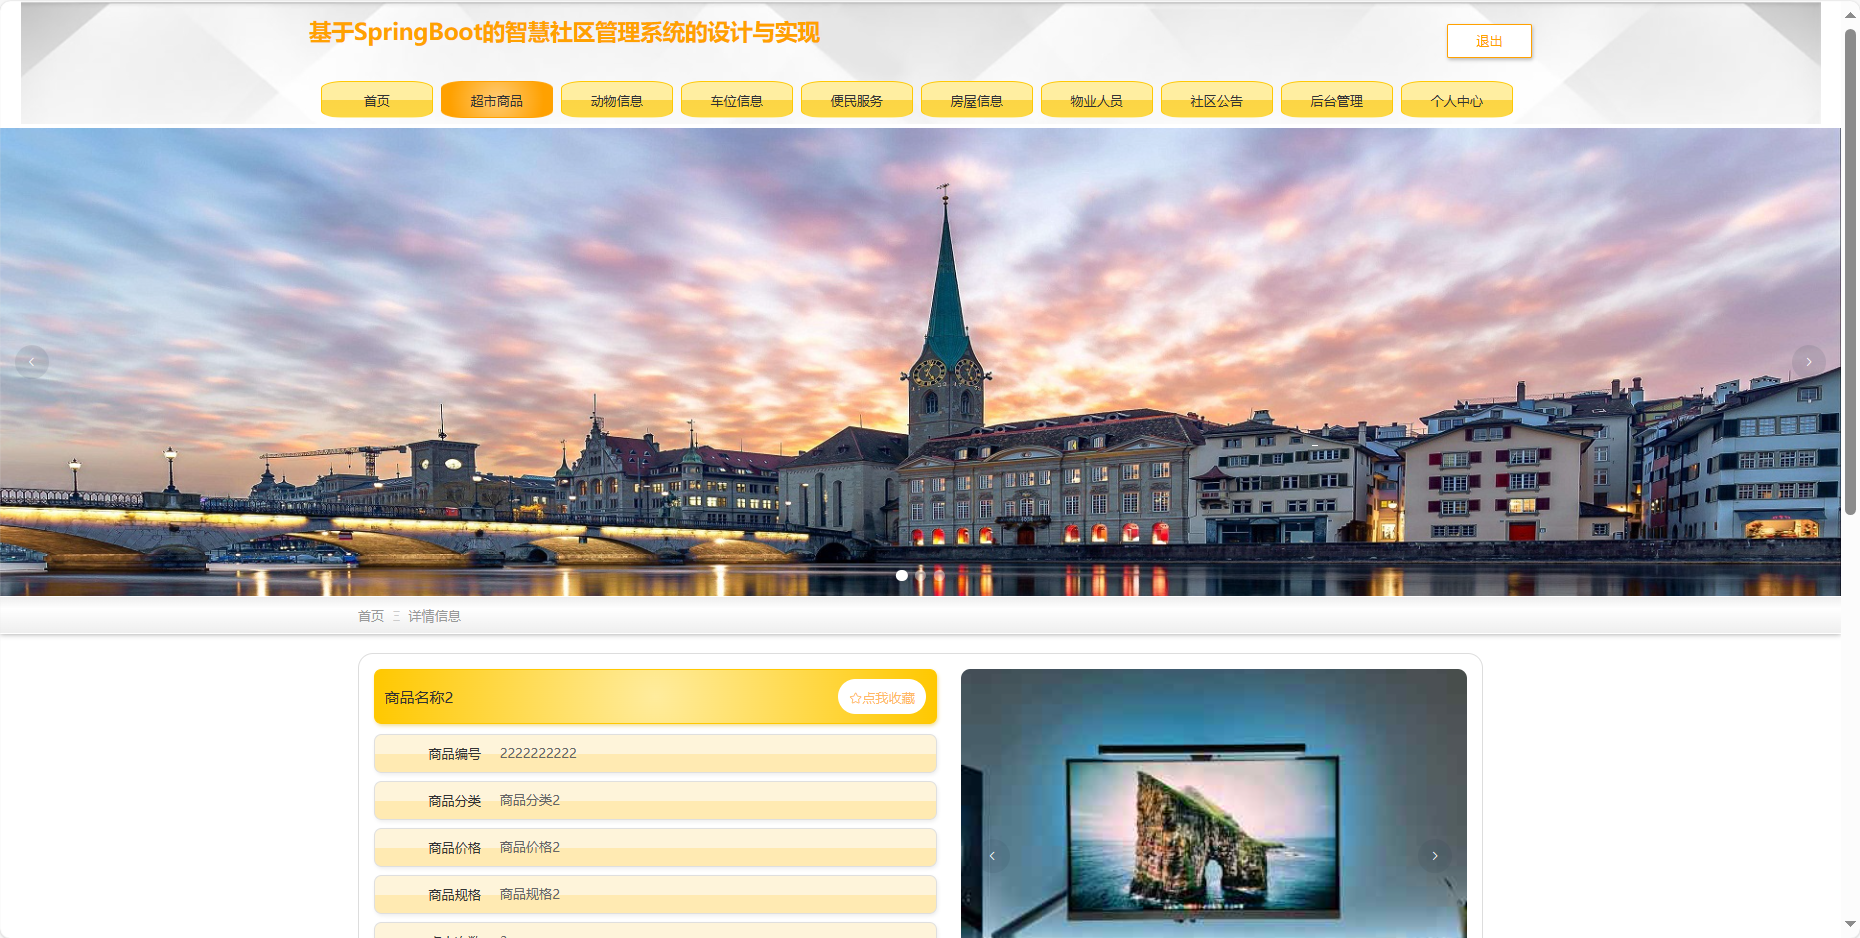 基于SpringBoot的智慧社区管理系统的设计与实现
退出
首页 超市商品 动物信息 车位信息 便民服务 房屋信息 物业人员 社区公告 后台管理 个人中心
首页 详情信息
商品名称2 ☆点我收藏
商品编号 2222222222
商品分类 商品分类2
商品价格 商品价格2
商品规格 商品规格2